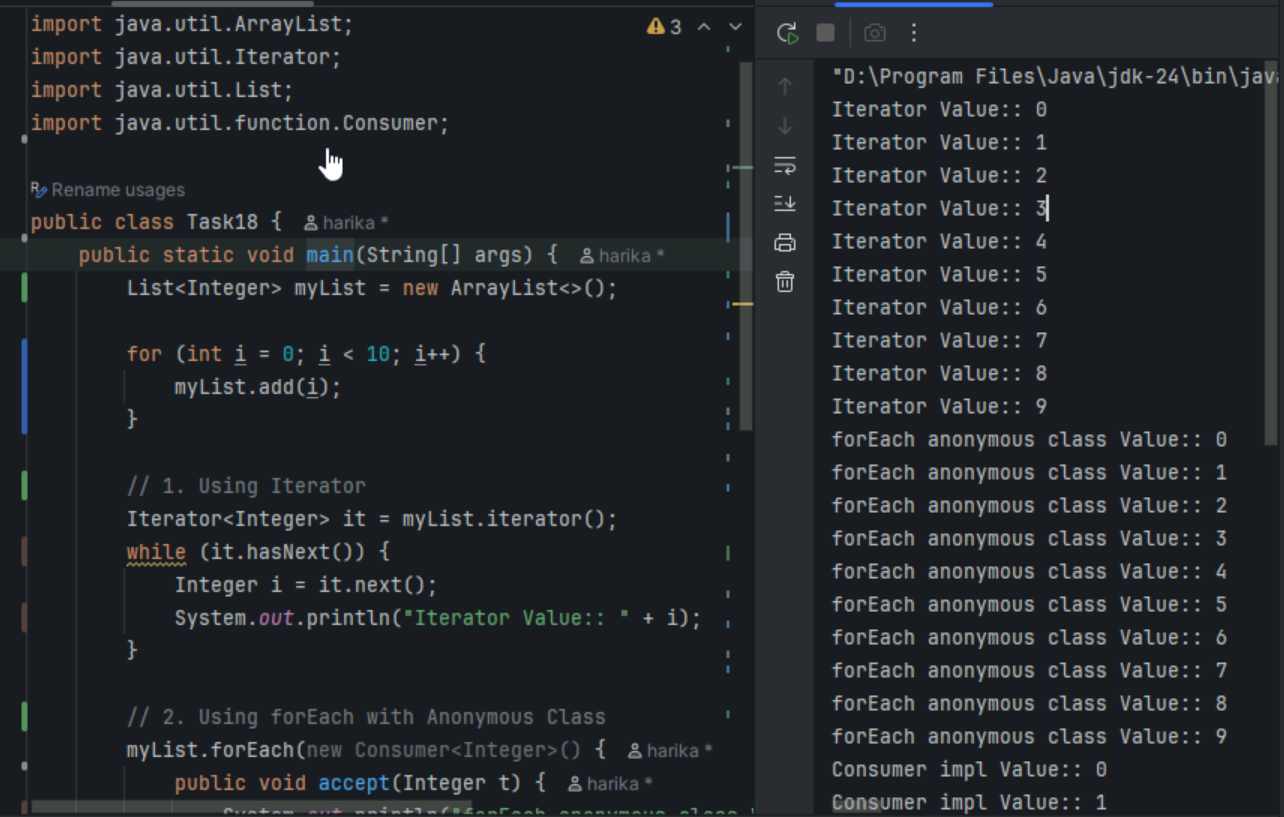 import java.util.ArrayList;
3
import java.util.Iterator;
import java.util.List;
import java.util.function.Consumer;
Rename usages
public class Task18 { harika *
public static void main(String[] args) { harika *
List<Integer> myList = new ArrayList<>();
for (int i = 0; i < 10; i++) {
myList.add(i);
}
// 1. Using Iterator
Iterator<Integer> it = myList.iterator();
while (it.hasNext()) {
Integer i = it.next();
System.out.println("Iterator Value:: " + i);
}
// 2. Using forEach with Anonymous Class
myList.forEach(new Consumer<Integer>() { harika *
public void accept(Integer t) { harika *
System.out.println("forEach anonymous class
"D:\Program Files\Java\jdk-24\bin\java
Iterator Value:: 0
Iterator Value:: 1
Iterator Value:: 2
Iterator Value:: 3
Iterator Value:: 4
Iterator Value:: 5
Iterator Value:: 6
Iterator Value:: 7
Iterator Value:: 8
Iterator Value:: 9
forEach anonymous class Value:: 0
forEach anonymous class Value:: 1
forEach anonymous class Value:: 2
forEach anonymous class Value:: 3
forEach anonymous class Value:: 4
forEach anonymous class Value:: 5
forEach anonymous class Value:: 6
forEach anonymous class Value:: 7
forEach anonymous class Value:: 8
forEach anonymous class Value:: 9
Consumer impl Value:: 0
Consumer impl Value:: 1